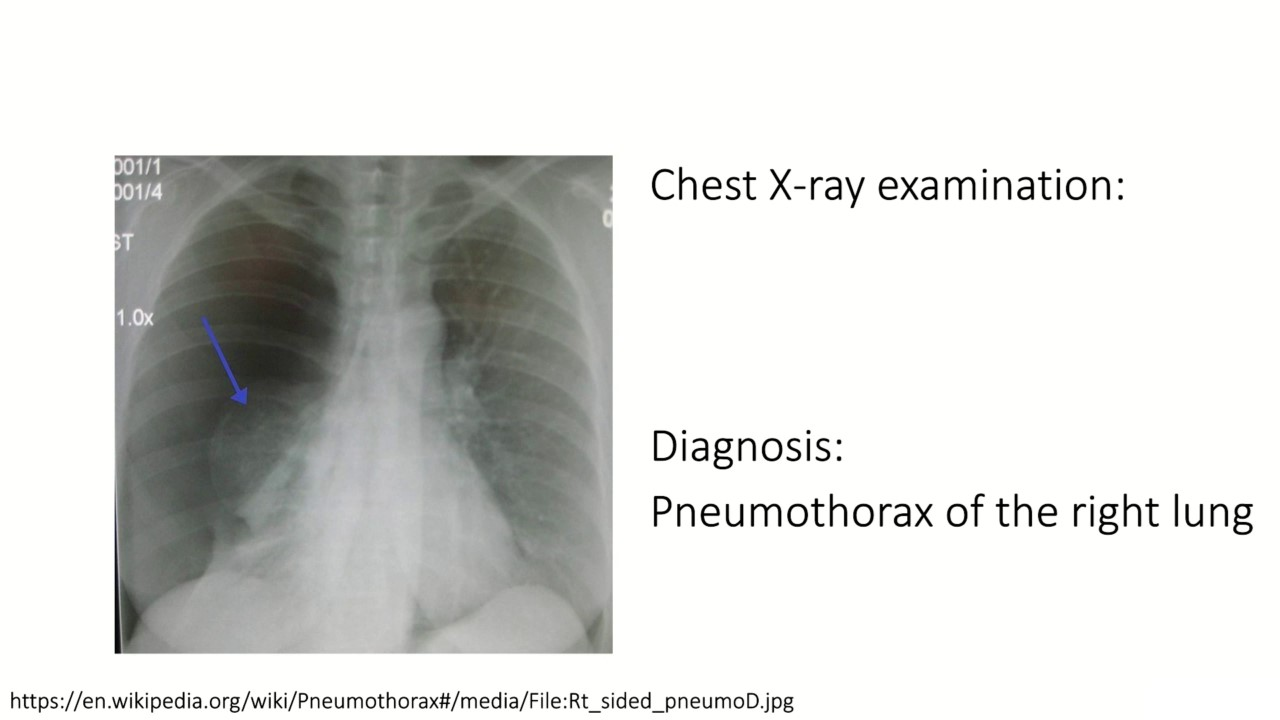 001/1
001/4
ST
1.0x
Chest X-ray examination:
Diagnosis:
Pneumothorax of the right lung
https://en.wikipedia.org/wiki/Pneumothorax#/media/File:Rt_sided_pneumoD.jpg